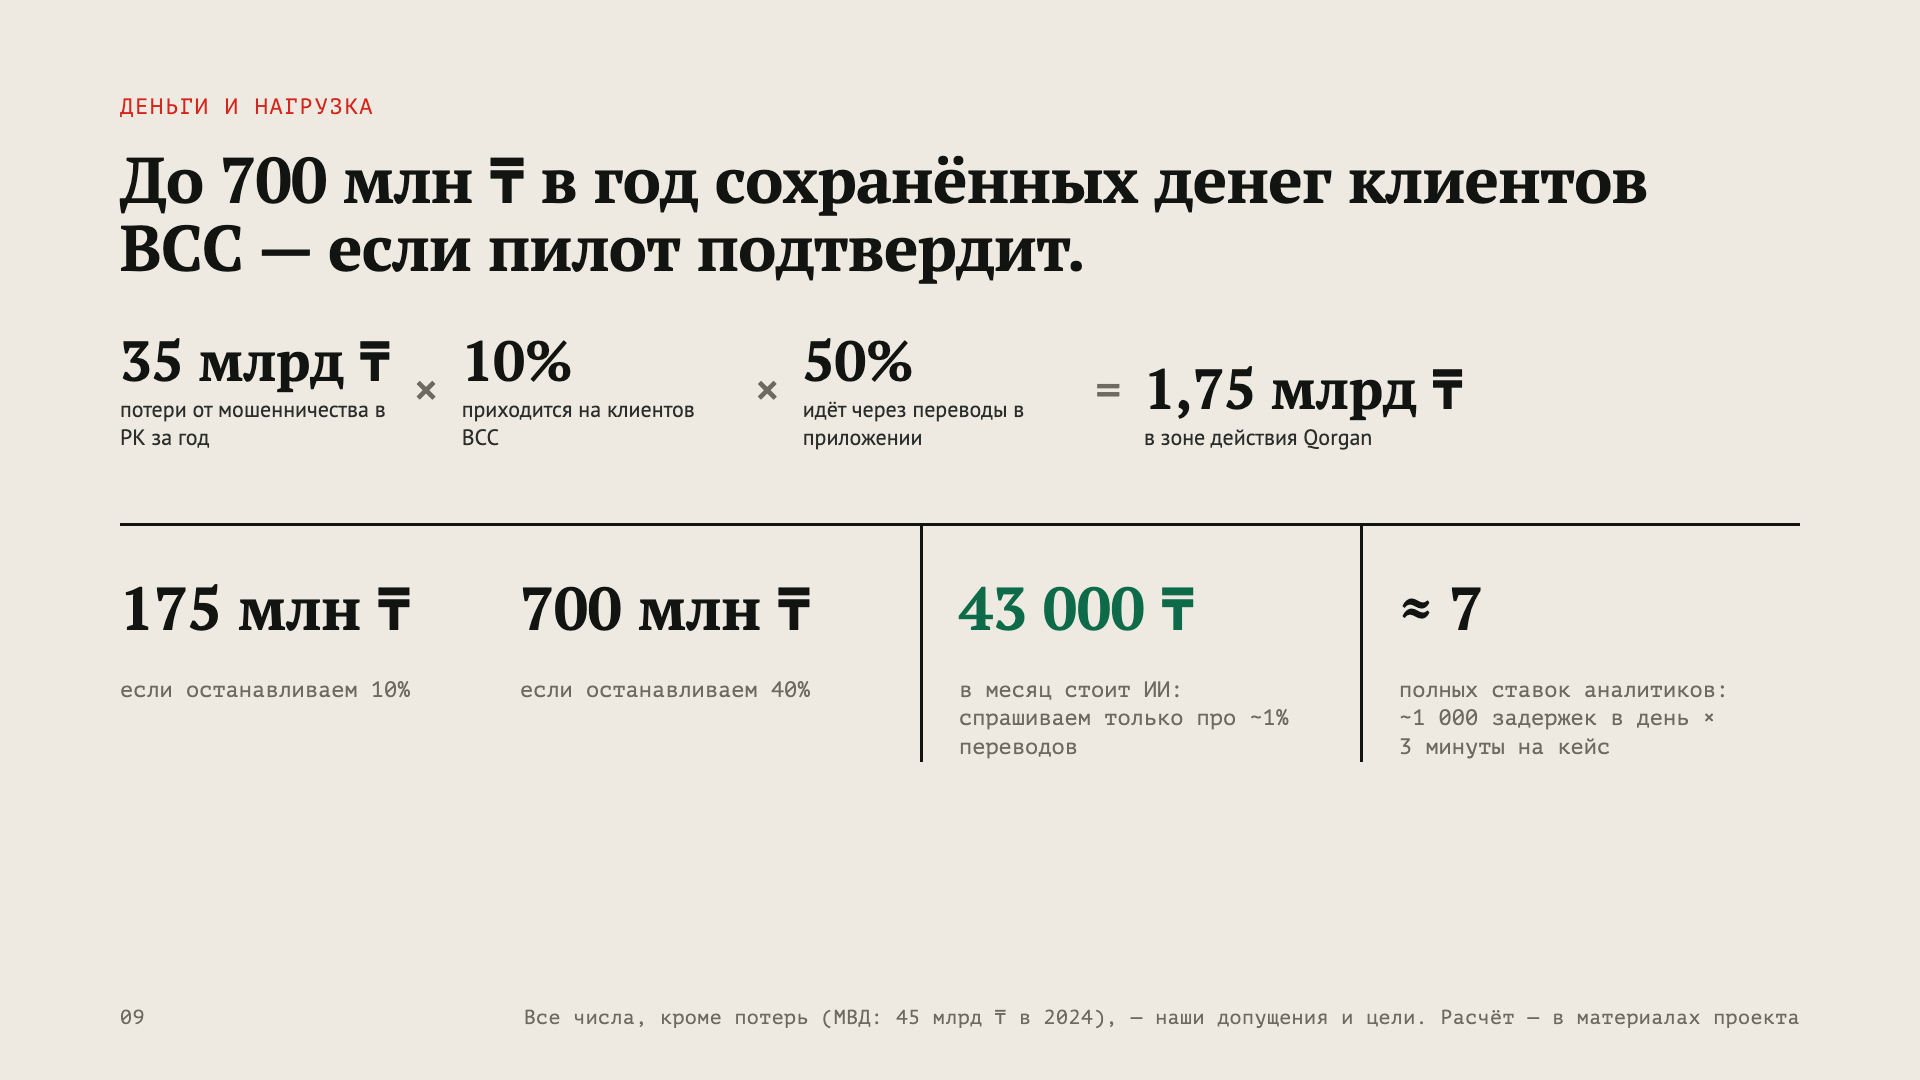 ДЕНЬГИ И НАГРУЗКА
До 700 млн ₸ в год сохранённых денег клиентов
BCC — если пилот подтвердит.
35 млрд ₸ × 10% × 50% = 1,75 млрд ₸
потери от мошенничества в
РК за год
приходится на клиентов
BCC
идёт через переводы в
приложении
в зоне действия Qorgan
175 млн ₸
если останавливаем 10%
700 млн ₸
если останавливаем 40%
43 000 ₸
в месяц стоит ИИ:
спрашиваем только про ~1%
переводов
≈ 7
полных ставок аналитиков:
~1 000 задержек в день ×
3 минуты на кейс
09
Все числа, кроме потерь (МВД: 45 млрд ₸ в 2024), — наши допущения и цели. Расчёт — в материалах проекта